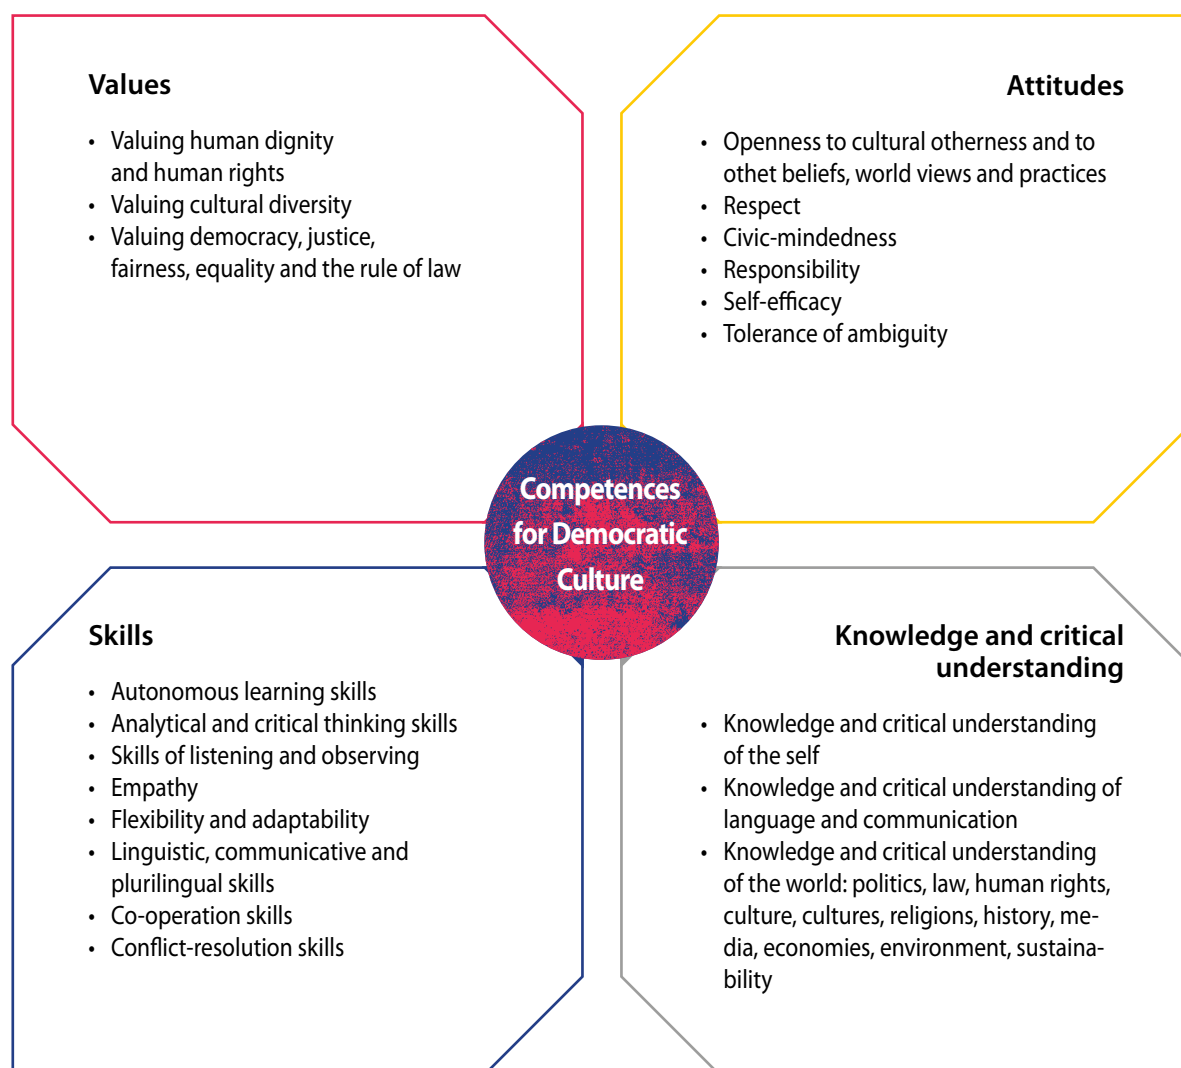 Values
• Valuing human dignity
and human rights
• Valuing cultural diversity
• Valuing democracy, justice,
fairness, equality and the rule of law
Attitudes
• Openness to cultural otherness and to
othet beliefs, world views and practices
• Respect
• Civic-mindedness
• Responsibility
• Self-efficacy
• Tolerance of ambiguity
Competences
for Democratic
Culture
Skills
• Autonomous learning skills
• Analytical and critical thinking skills
• Skills of listening and observing
• Empathy
• Flexibility and adaptability
• Linguistic, communicative and
plurilingual skills
• Co-operation skills
• Conflict-resolution skills
Knowledge and critical
understanding
• Knowledge and critical understanding
of the self
• Knowledge and critical understanding of
language and communication
• Knowledge and critical understanding
of the world: politics, law, human rights,
culture, cultures, religions, history, me-
dia, economies, environment, sustaina-
bility